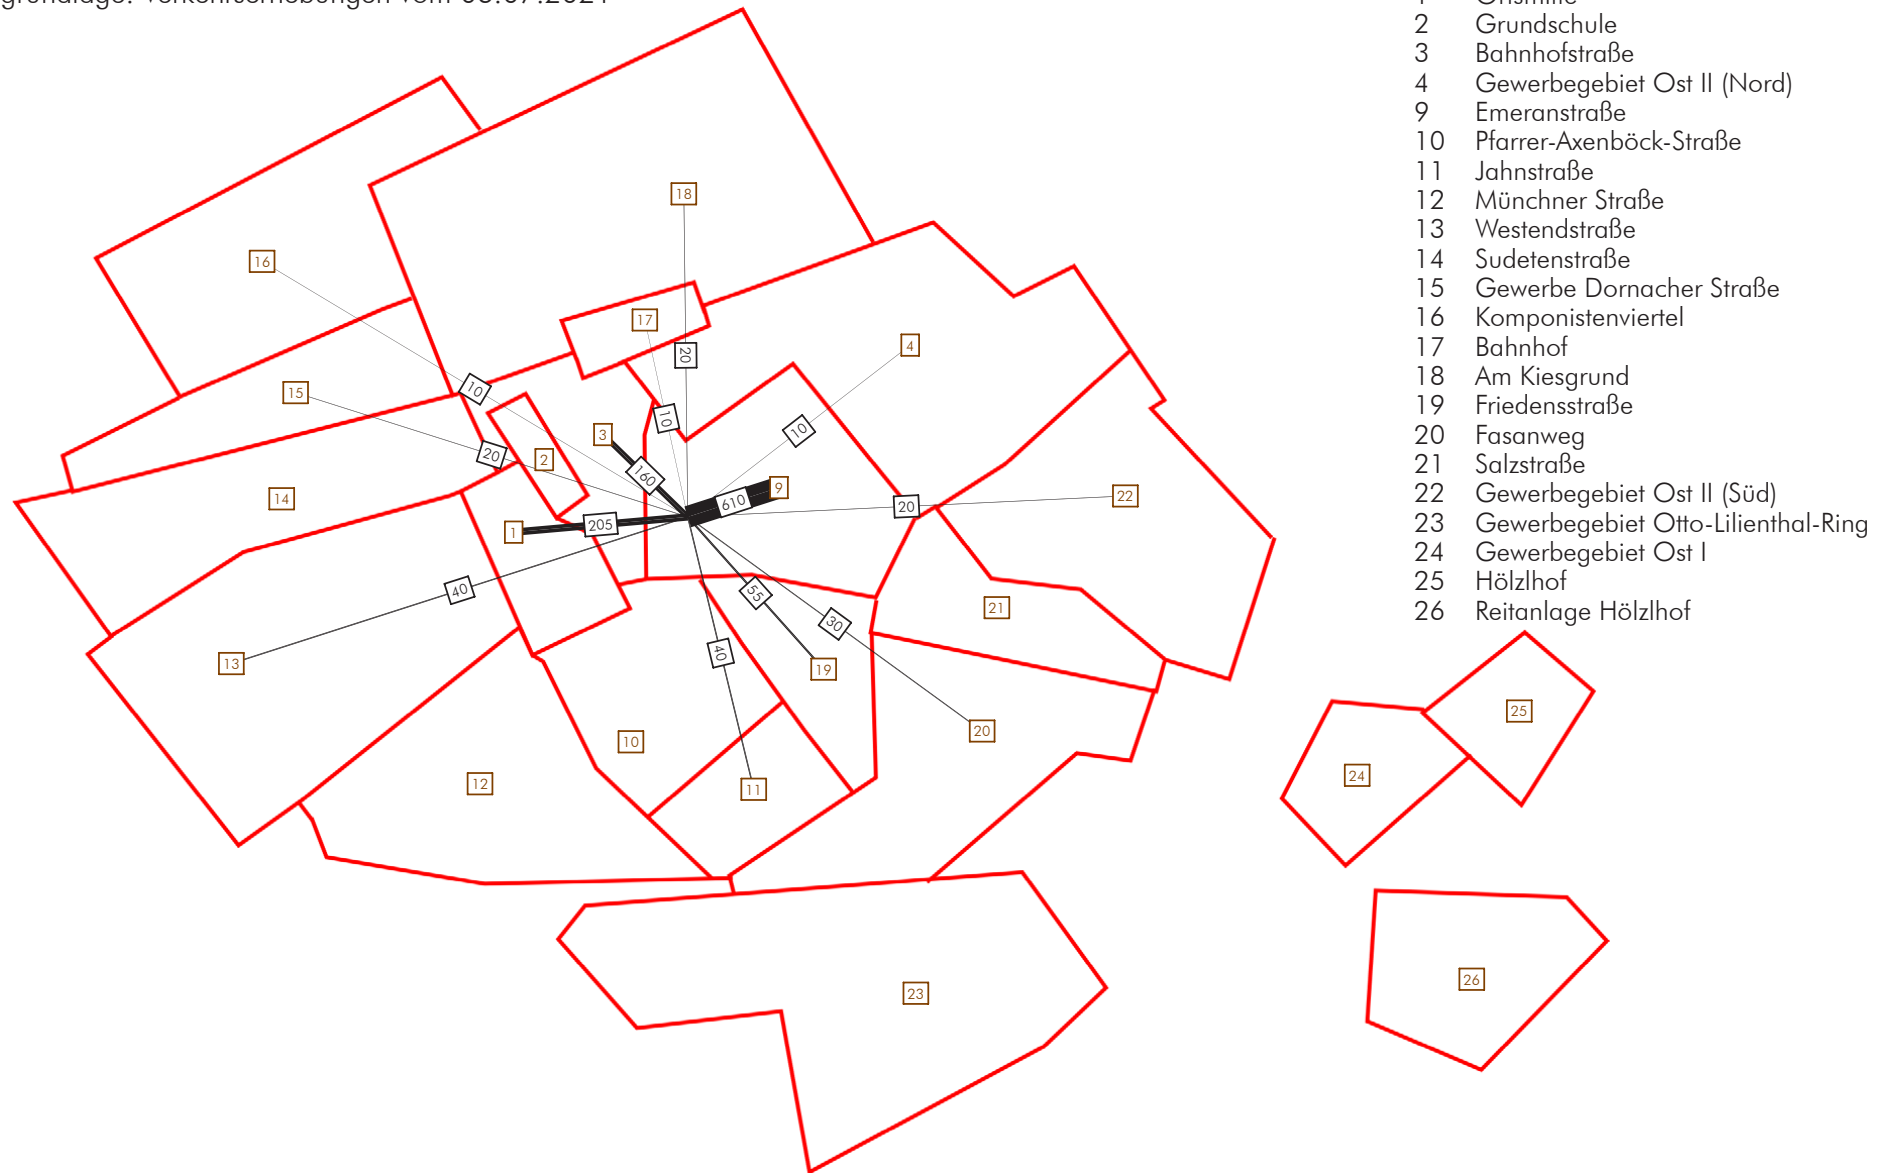 2 Grundschule
3 Bahnhofstraße
4 Gewerbegebiet Ost II (Nord)
9 Emeranstraße
10 Pfarrer-Axenböck-Straße
11 Jahnstraße
12 Münchner Straße
13 Westendstraße
14 Sudetenstraße
15 Gewerbe Dornacher Straße
16 Komponistenviertel
17 Bahnhof
18 Am Kiesgrund
19 Friedensstraße
20 Fasanweg
21 Salzstraße
22 Gewerbegebiet Ost II (Süd)
23 Gewerbegebiet Otto-Lilienthal-Ring
24 Gewerbegebiet Ost I
25 Hölzlhof
26 Reitanlage Hölzlhof
18
16
17
4
20
15
10
10
10
3
20
2
160
14
9
610
22
20
1
205
40
55
21
30
40
13
19
25
20
10
24
12
11
26
23